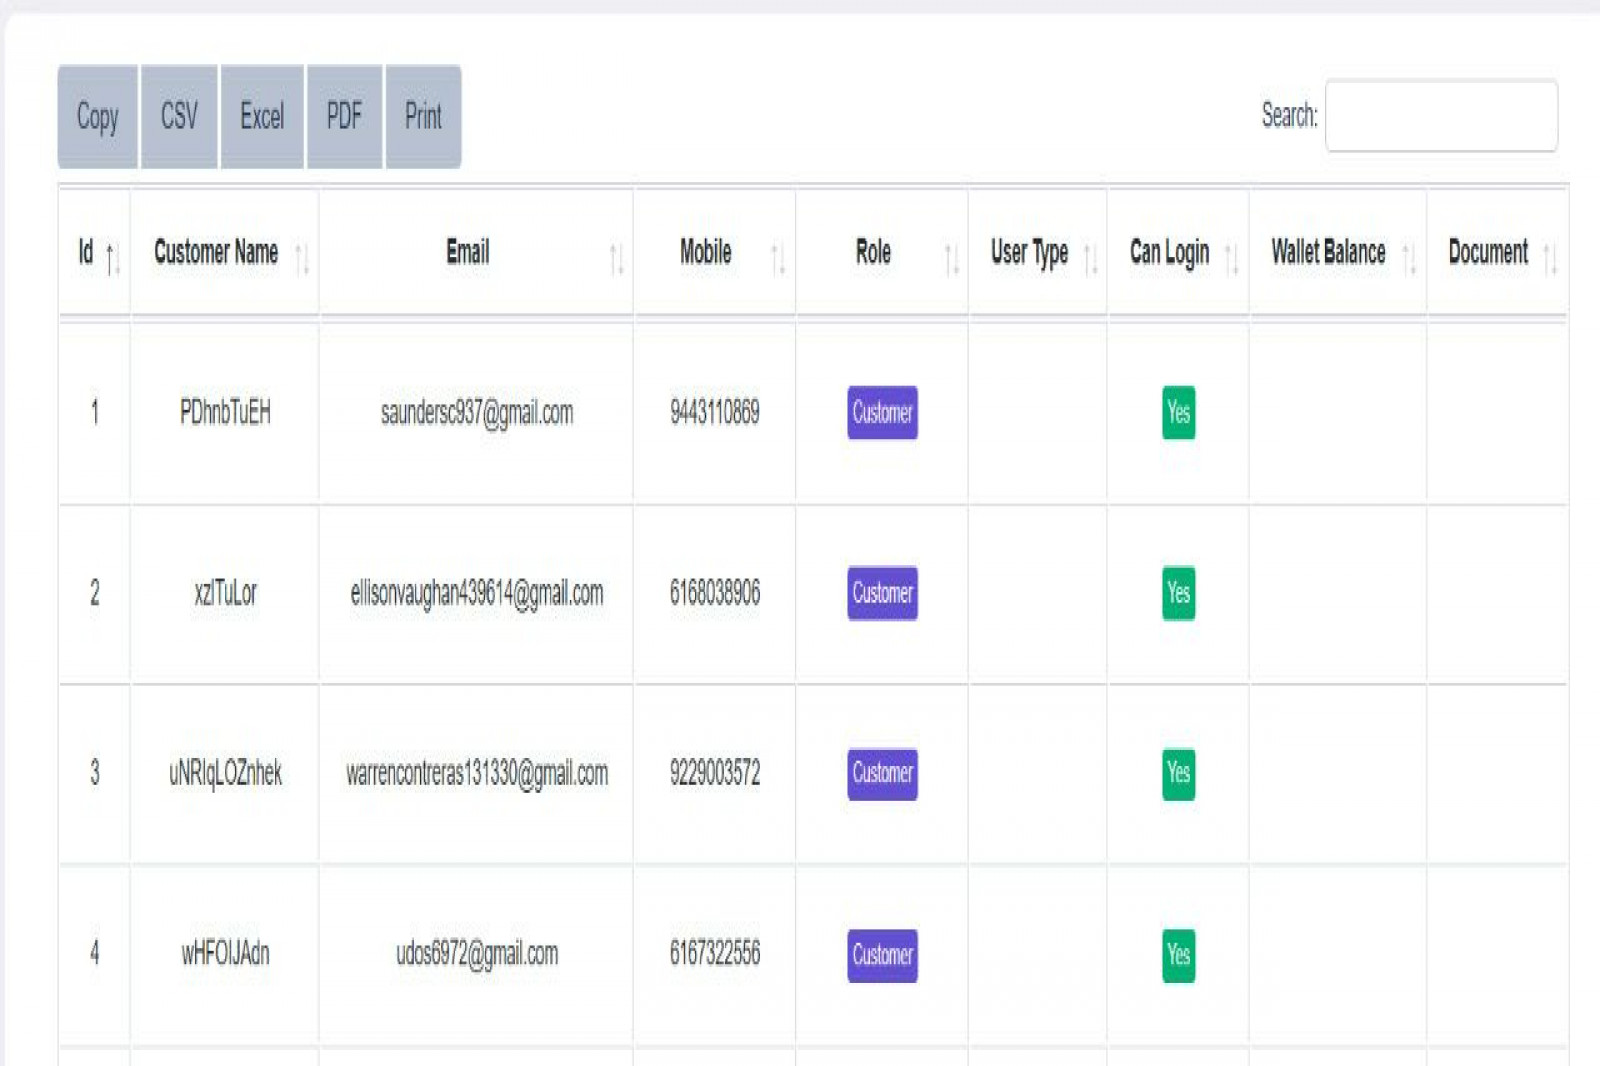 Copy CSV Excel PDF Print Search:
Id Customer Name Email Mobile Role User Type Can Login Wallet Balance Document
1 PDhnbTuEH saundersc937@gmail.com 9443110869 Customer Yes
2 xzITuLor ellisonvaughan439614@gmail.com 6168038906 Customer Yes
3 uNRIqLOZnhek warrencontreras131330@gmail.com 9229003572 Customer Yes
4 wHFOIJAdn udos6972@gmail.com 6167322556 Customer Yes